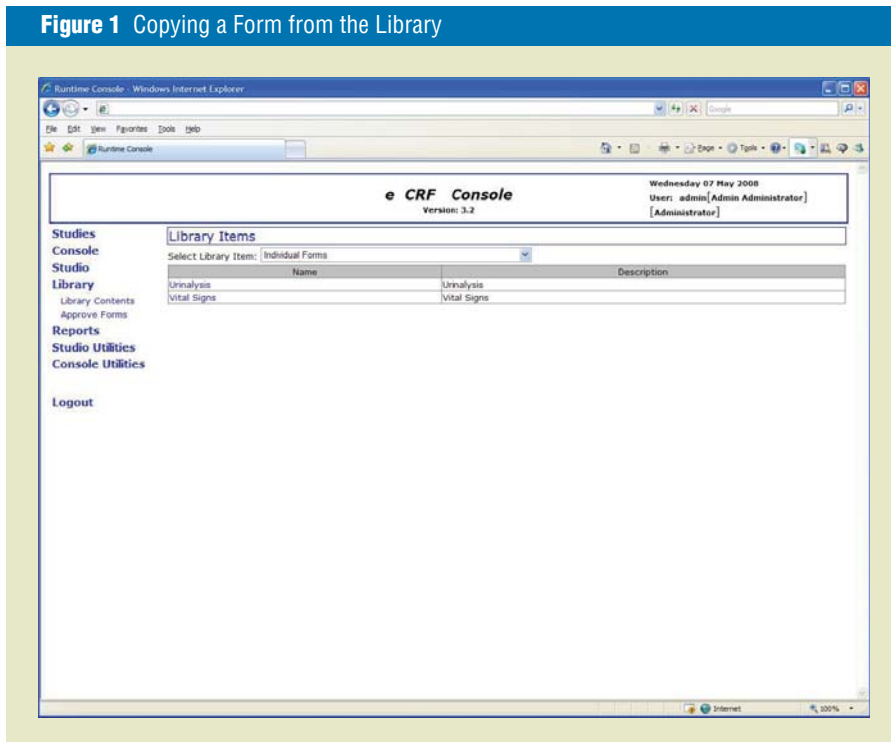 Figure 1 Copying a Form from the Library
Runtime Console - Windows Internet Explorer
Google
File Edit View Favorites Tools Help
Runtime Console
Page Tools
e CRF Console
Version: 3.2
Wednesday 07 May 2008
User: admin[Admin Administrator]
[Administrator]
Studies
Console
Studio
Library
Library Contents
Approve Forms
Reports
Studio Utilities
Console Utilities
Logout
Library Items
Select Library Item: Individual Forms
Name Description
Urinalysis Urinalysis
Vital Signs Vital Signs
Internet 100%